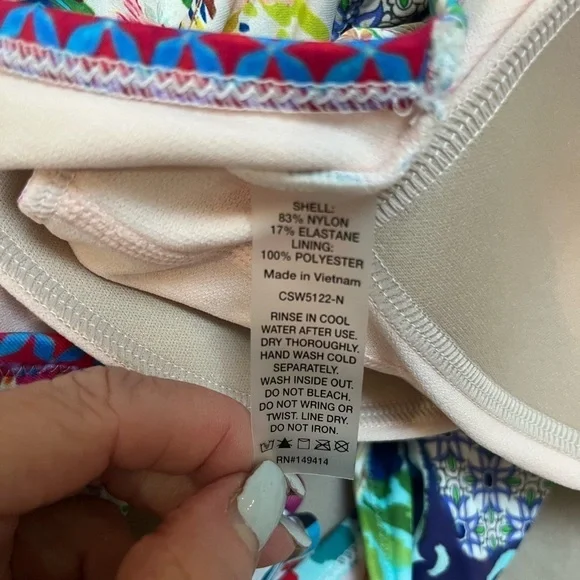 SHELL:
83% NYLON
17% ELASTANE
LINING:
100% POLYESTER
Made in Vietnam
CSW5122-N
RINSE IN COOL
WATER AFTER USE.
DRY THOROUGHLY.
HAND WASH COLD
SEPARATELY.
WASH INSIDE OUT.
DO NOT BLEACH.
DO NOT WRING OR
TWIST. LINE DRY.
DO NOT IRON.
RN#149414